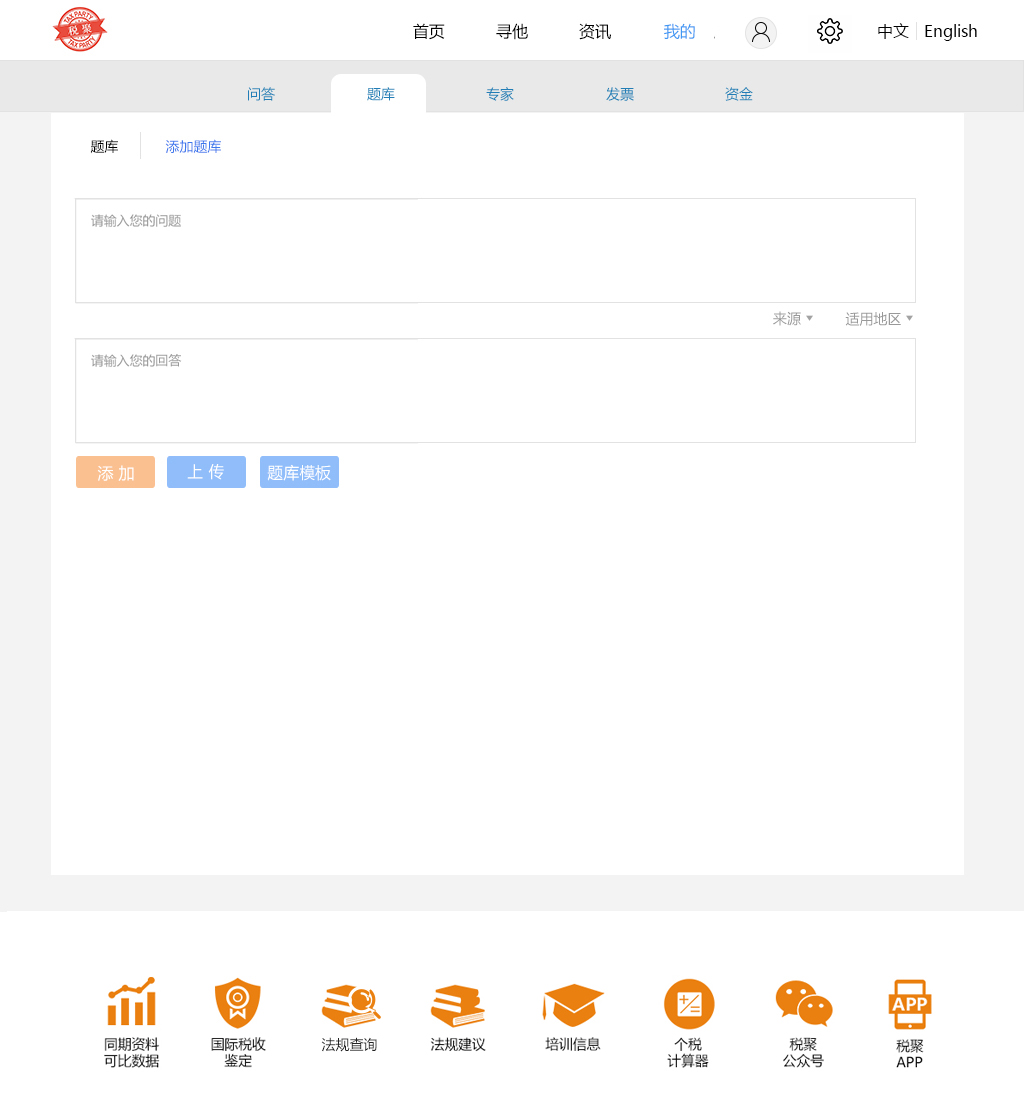 TAX PARTY
税聚
TAX PARTY
首页 寻他 资讯 我的 中文 English
问答 题库 专家 发票 资金
题库 添加题库
请输入您的问题
来源 适用地区
请输入您的回答
添加 上传 题库模板
APP
同期资料 国际税收 法规查询 法规建议 培训信息 个税 税聚 税聚
可比数据 鉴定 计算器 公众号 APP